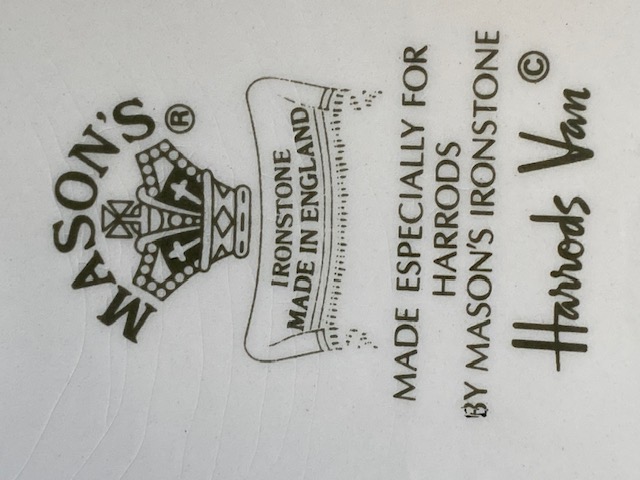 MASON'S ®
IRONSTONE
MADE IN ENGLAND
MADE ESPECIALLY FOR
HARRODS
BY MASON'S IRONSTONE
Harrods Van ©